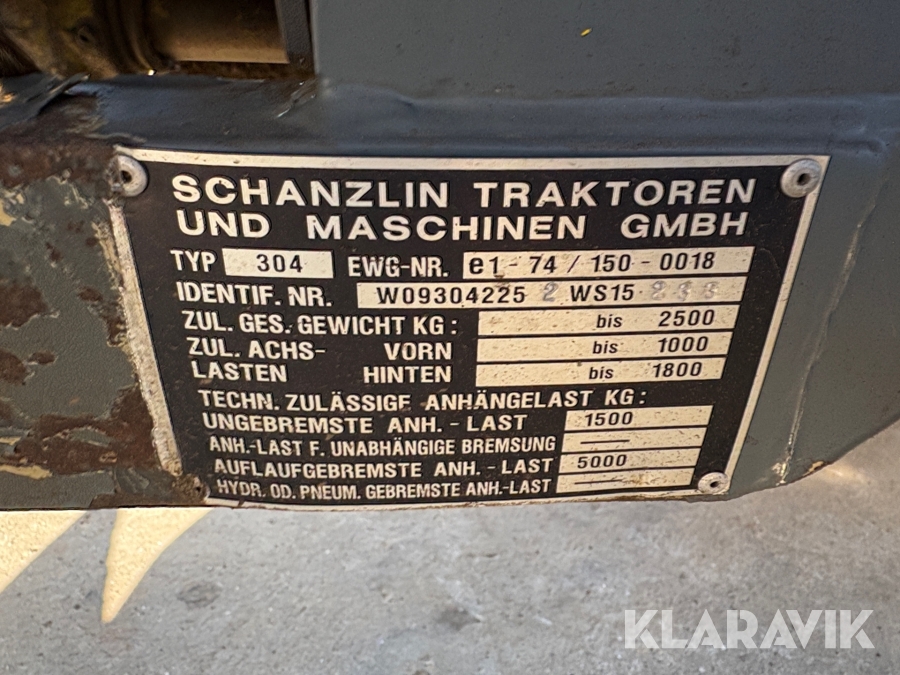 SCHANZLIN TRAKTOREN
UND MASCHINEN GMBH
TYP 304 EWG-NR. e1-74/150-0018
IDENTIF. NR. W09304225 2 WS15
ZUL. GES. GEWICHT KG: bis 2500
ZUL. ACHS- VORN bis 1000
LASTEN HINTEN bis 1800
TECHN. ZULÄSSIGE ANHÄNGELAST KG:
UNGEBREMSTE ANH.-LAST 1500
ANH.-LAST F. UNABHÄNGIGE BREMSUNG —
AUFLAUFGEBREMSTE ANH.-LAST 5000
HYDR. OD. PNEUM. GEBREMSTE ANH.-LAST —
KLARAVIK